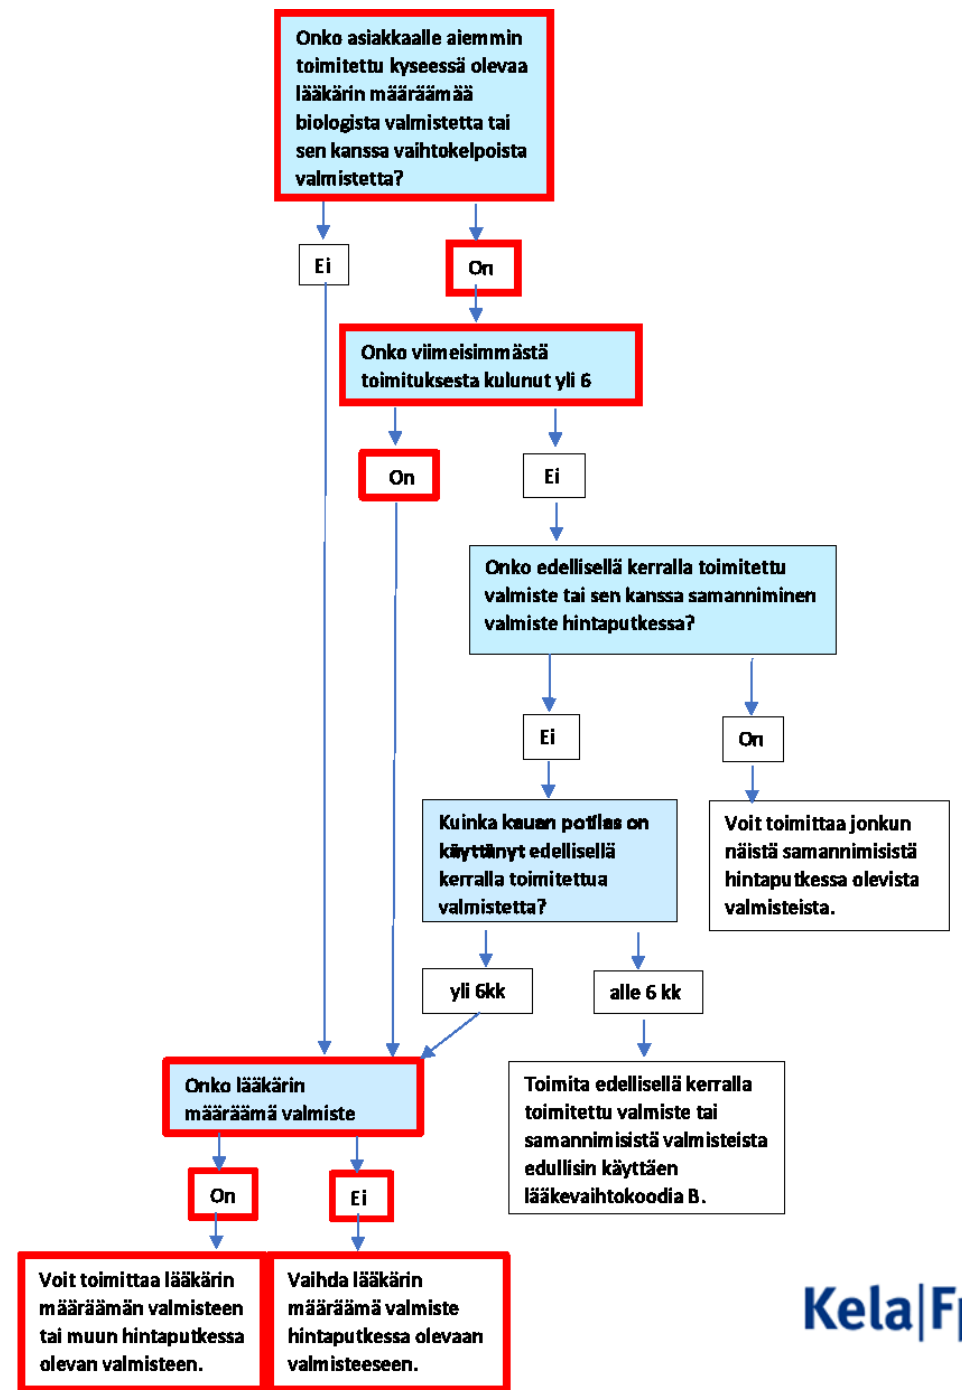 Onko asiakkaalle aiemmin
toimitettu kyseessä olevaa
lääkärin määräämää
biologista valmistetta tai
sen kanssa vaihtokelpoista
valmistetta?
Ei
On
Onko viimeisimmästä
toimituksesta kulunut yli 6
On
Ei
Onko edellisellä kerralla toimitettu
valmiste tai sen kanssa samanniminen
valmiste hintaputkessa?
Ei
On
Kuinka kauan potilas on
käyttänyt edellisellä
kerralla toimitettua
valmistetta?
Voit toimittaa jonkun
näistä samannimisistä
hintaputkessa olevista
valmisteista.
yli 6kk
alle 6 kk
Onko lääkärin
määräämä valmiste
Toimita edellisellä kerralla
toimitettu valmiste tai
samannimisistä valmisteista
edullisin käyttäen
lääkevaihtokoodia B.
On
Ei
Voit toimittaa lääkärin
määräämän valmisteen
tai muun hintaputkessa
olevan valmisteen.
Vaihda lääkärin
määräämä valmiste
hintaputkessa olevaan
valmisteeseen.
Kela|F